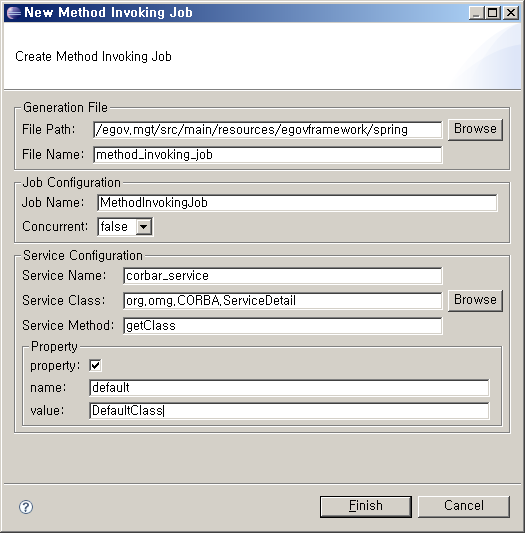 New Method Invoking Job
Create Method Invoking Job
Generation File
File Path: /egov.mgt/src/main/resources/egovframework/spring Browse
File Name: method_invoking_job
Job Configuration
Job Name: MethodInvokingJob
Concurrent: false
Service Configuration
Service Name: corbar_service
Service Class: org.omg.CORBA.ServiceDetail Browse
Service Method: getClass
Property
property:
name: default
value: DefaultClass
? Finish Cancel